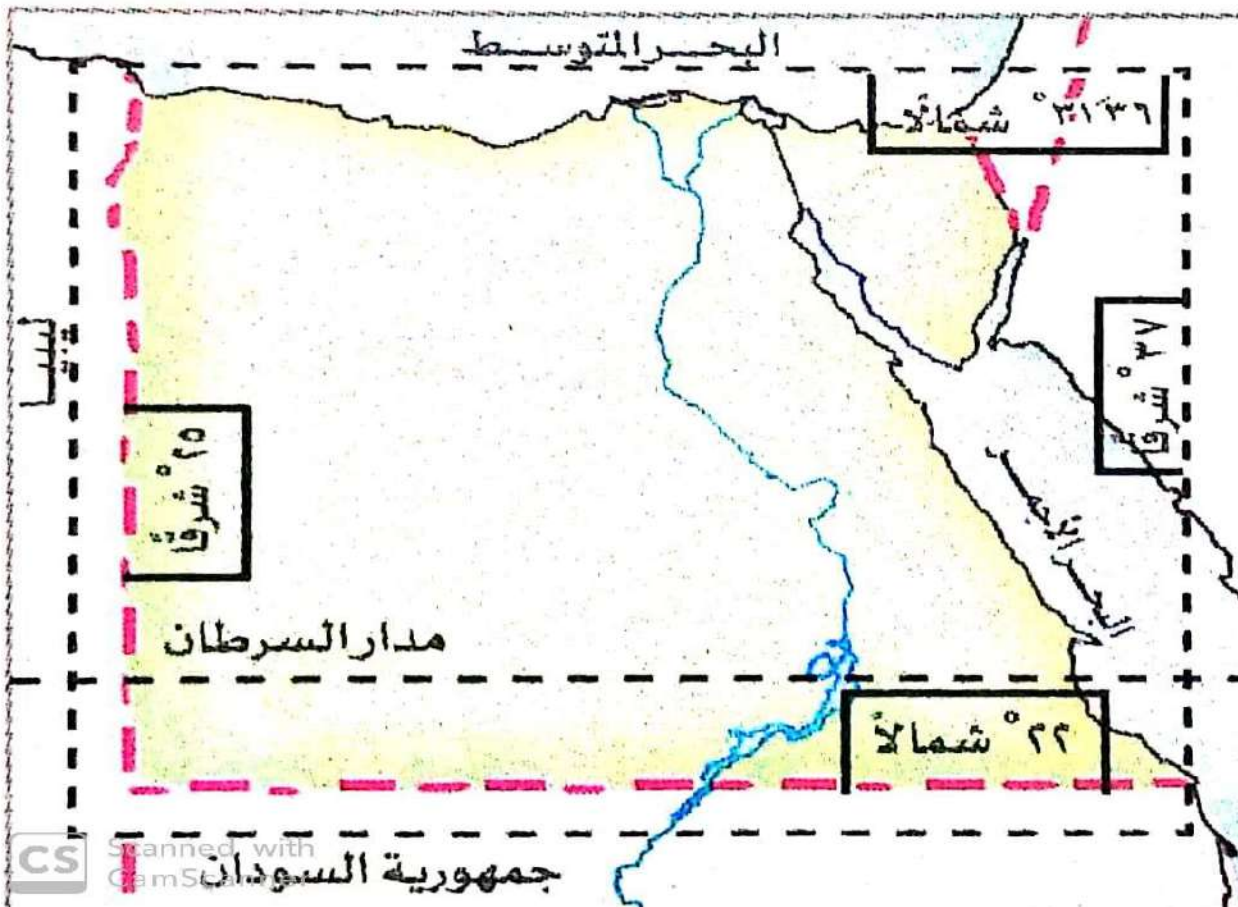 البحر المتوسط
٣١°٣٦ شمالاً
ليبيا
٣٧° شرقاً
٢٥° شرقاً
البحر الأحمر
مدار السرطان
٢٢° شمالاً
جمهورية السودان
CS Scanned with
CamScanner